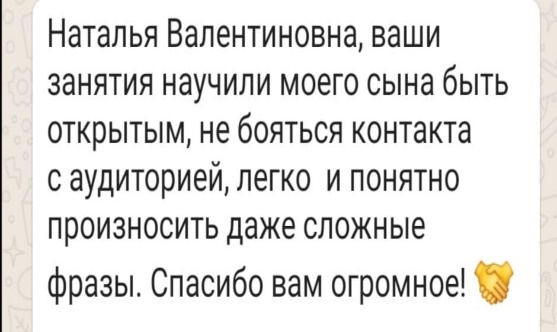 Наталья Валентиновна, ваши
занятия научили моего сына быть
открытым, не бояться контакта
с аудиторией, легко  и понятно
произносить даже сложные
фразы. Спасибо вам огромное! 🤝